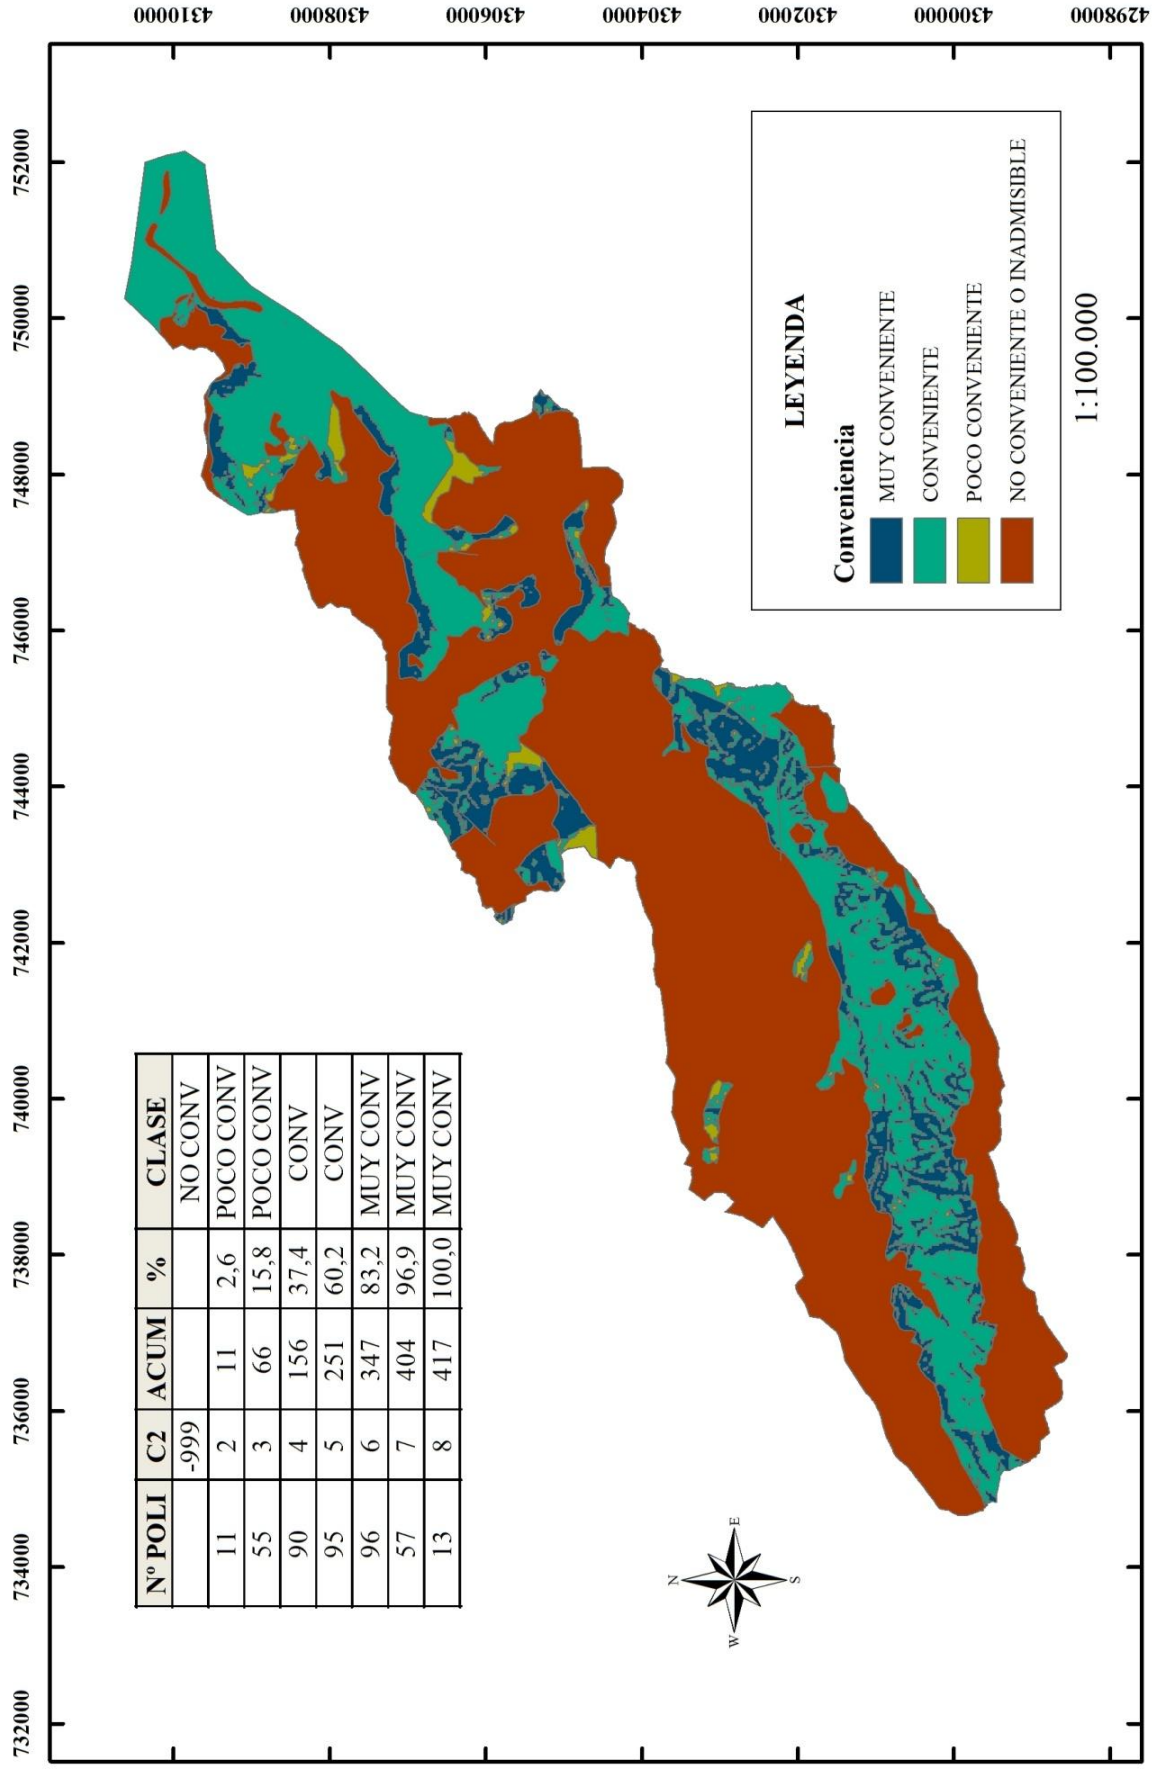 732000 734000 736000 738000 740000 742000 744000 746000 748000 750000 752000
Nº POLI C2 ACUM % CLASE
-999 NO CONV
11 2 11 2,6 POCO CONV
55 3 66 15,8 POCO CONV
90 4 156 37,4 CONV
95 5 251 60,2 CONV
96 6 347 83,2 MUY CONV
57 7 404 96,9 MUY CONV
13 8 417 100,0 MUY CONV
4310000
4308000
4306000
4304000
4302000
4300000
4298000
N
W
E
S
LEYENDA
Conveniencia
MUY CONVENIENTE
CONVENIENTE
POCO CONVENIENTE
NO CONVENIENTE O INADMISIBLE
1:100.000